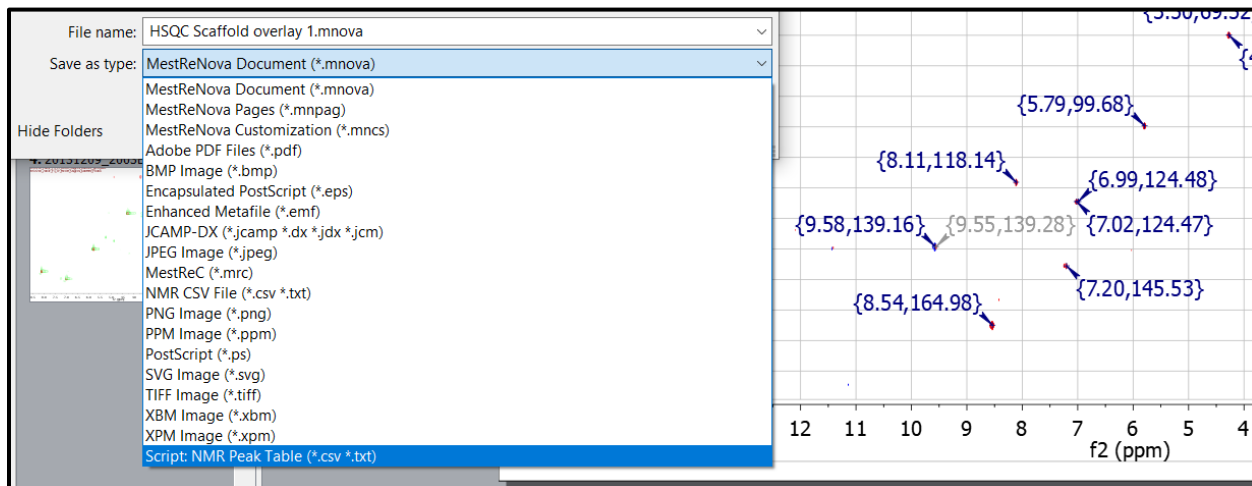 File name: HSQC Scaffold overlay 1.mnova
Save as type: MestReNova Document (*.mnova)
MestReNova Document (*.mnova)
MestReNova Pages (*.mnpag)
MestReNova Customization (*.mncs)
Hide Folders
Adobe PDF Files (*.pdf)
BMP Image (*.bmp)
Encapsulated PostScript (*.eps)
Enhanced Metafile (*.emf)
JCAMP-DX (*.jcamp *.dx *.jdx *.jcm)
JPEG Image (*.jpeg)
MestReC (*.mrc)
NMR CSV File (*.csv *.txt)
PNG Image (*.png)
PPM Image (*.ppm)
PostScript (*.ps)
SVG Image (*.svg)
TIFF Image (*.tiff)
XBM Image (*.xbm)
XPM Image (*.xpm)
Script: NMR Peak Table (*.csv *.txt)
{5.79,99.68}
{8.11,118.14}
{6.99,124.48}
{9.58,139.16} {9.55,139.28} {7.02,124.47}
{7.20,145.53}
{8.54,164.98}
12 11 10 9 8 7 6 5 4
f2 (ppm)